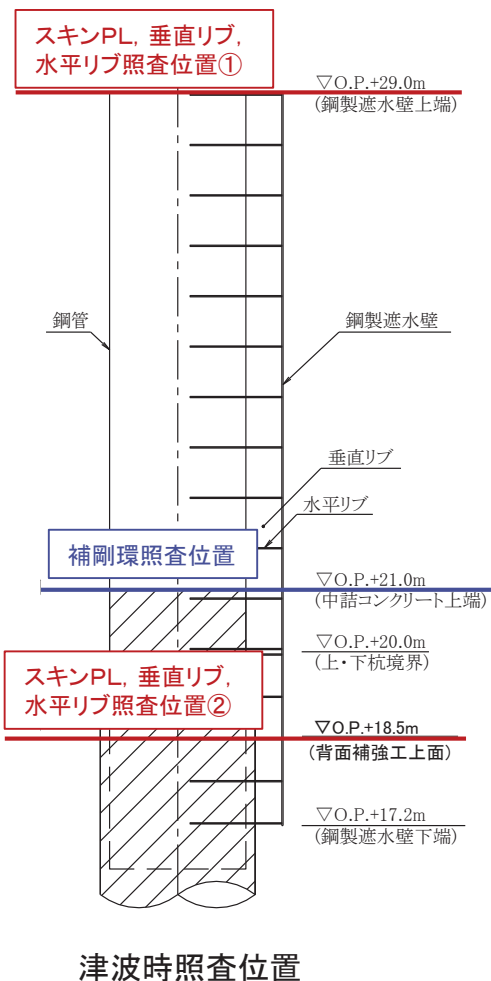 スキンPL, 垂直リブ,
水平リブ照査位置①
▽O.P.+29.0m
(鋼製遮水壁上端)
鋼管
鋼製遮水壁
垂直リブ
水平リブ
補剛環照査位置
▽O.P.+21.0m
(中詰コンクリート上端)
▽O.P.+20.0m
(上・下杭境界)
スキンPL, 垂直リブ,
水平リブ照査位置②
▽O.P.+18.5m
(背面補強工上面)
▽O.P.+17.2m
(鋼製遮水壁下端)
津波時照査位置